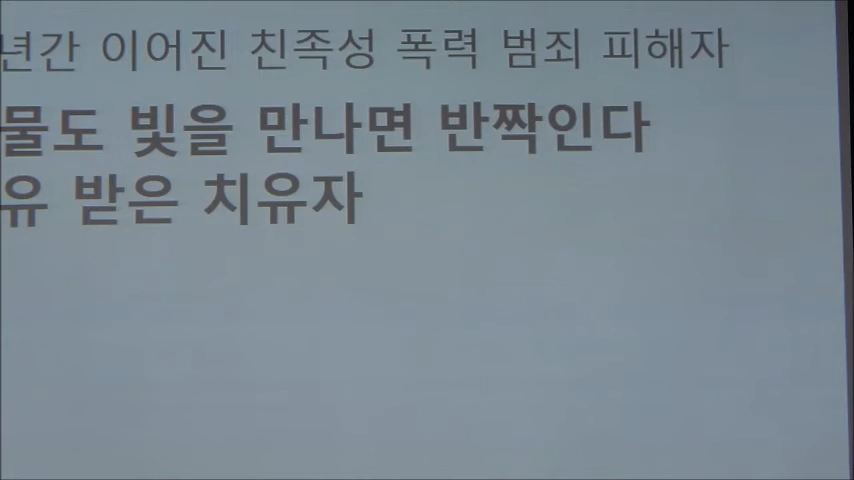 년간 이어진 친족성 폭력 범죄 피해자
물도 빛을 만나면 반짝인다
유 받은 치유자